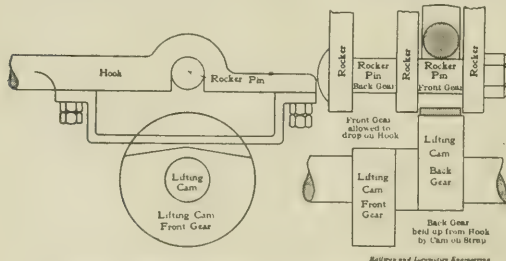 Hook
Rocker Pin
Lifting
Cam
Lifting Cam
Front Gear
Rocker
Rocker
Pin
Back Gear
Rocker
Rocker
Pin
Front Gear
Rocker
Front Gear
allowed to
drop on Hook
Lifting
Cam
Back
Gear
Lifting
Cam
Front
Gear
Back Gear
held up from Hook
by Cam on Strap
Railway and Locomotive Engineering